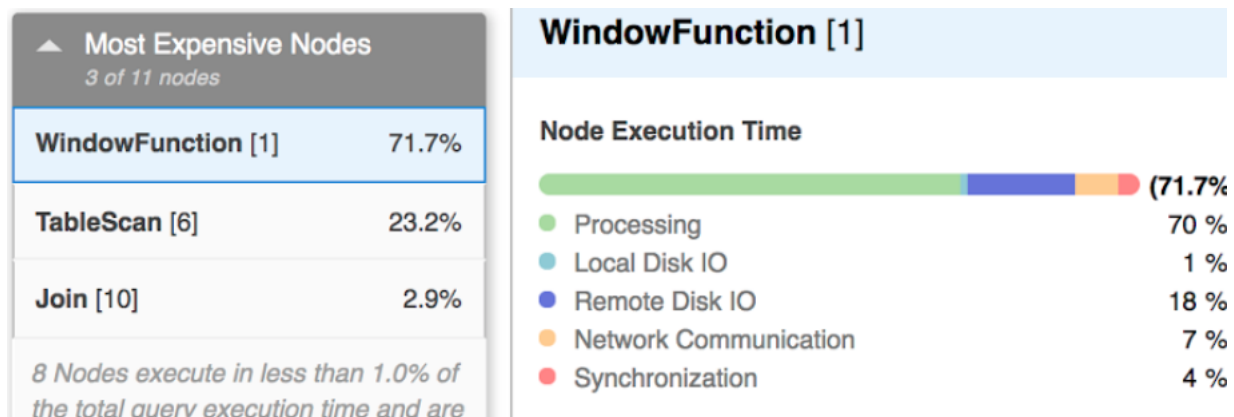 Most Expensive Nodes
3 of 11 nodes
WindowFunction [1] 71.7%
TableScan [6] 23.2%
Join [10] 2.9%
8 Nodes execute in less than 1.0% of
the total query execution time and are
WindowFunction [1]
Node Execution Time
(71.7%
Processing 70 %
Local Disk IO 1 %
Remote Disk IO 18 %
Network Communication 7 %
Synchronization 4 %